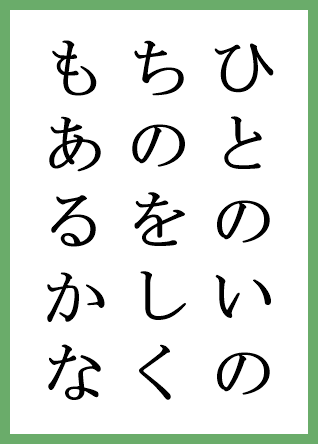 ひとのいの
ちのをしく
もあるかな